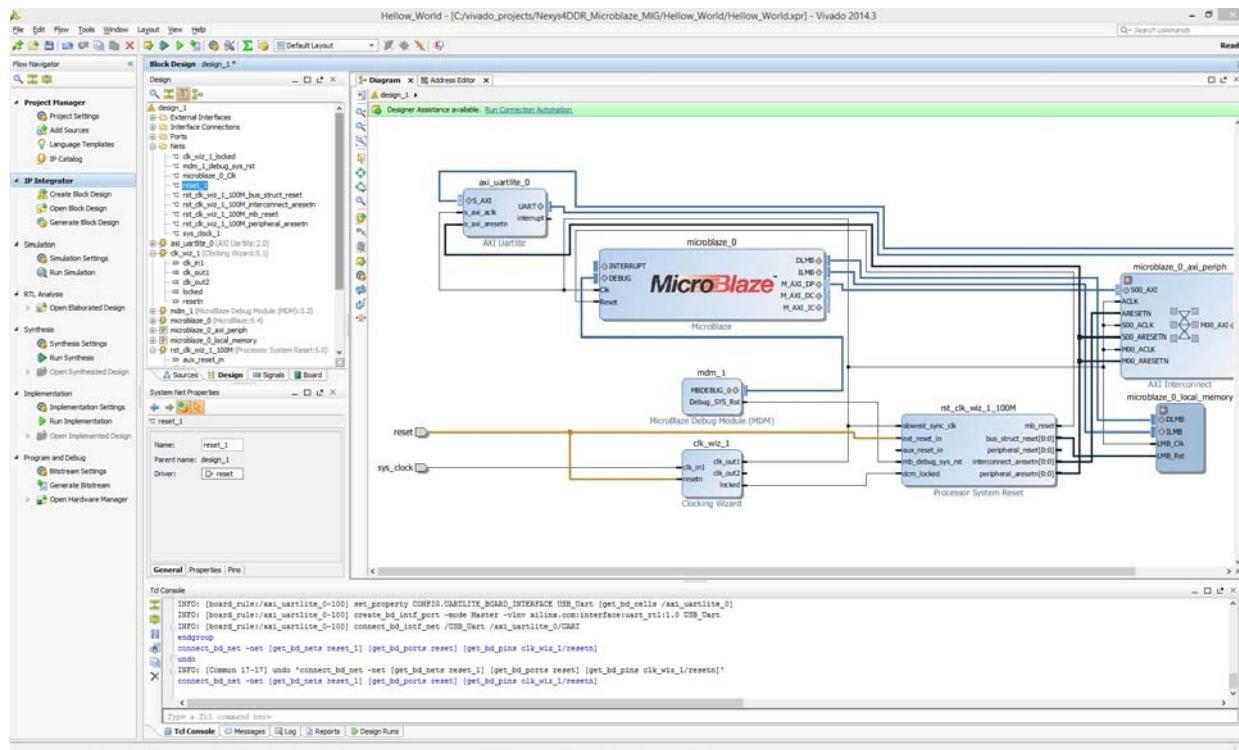 Hellow_World - [C:/vivado_projects/Nexys4DDR_Microblaze_MIG/Hellow_World/Hellow_World.xpr] - Vivado 2014.3
File Edit Flow Tools Window Layout View Help
Search commands
Default Layout
Ready
Flow Navigator
Project Manager
Project Settings
Add Sources
Language Templates
IP Catalog
IP Integrator
Create Block Design
Open Block Design
Generate Block Design
Simulation
Simulation Settings
Run Simulation
RTL Analysis
Open Elaborated Design
Synthesis
Synthesis Settings
Run Synthesis
Open Synthesized Design
Implementation
Implementation Settings
Run Implementation
Open Implemented Design
Program and Debug
Bitstream Settings
Generate Bitstream
Open Hardware Manager
Block Design - design_1 *
Design
design_1
External Interfaces
Interface Connections
Ports
Nets
clk_wiz_1_locked
mdm_1_debug_sys_rst
microblaze_0_Clk
reset_1
rst_clk_wiz_1_100M_bus_struct_reset
rst_clk_wiz_1_100M_interconnect_aresetn
rst_clk_wiz_1_100M_mb_reset
rst_clk_wiz_1_100M_peripheral_aresetn
sys_clock_1
axi_uartlite_0 (AXI Uartlite:2.0)
clk_wiz_1 (Clocking Wizard:5.1)
clk_in1
clk_out1
clk_out2
locked
resetn
mdm_1 (MicroBlaze Debug Module (MDM):3.2)
microblaze_0 (MicroBlaze:9.4)
microblaze_0_axi_periph
microblaze_0_local_memory
rst_clk_wiz_1_100M (Processor System Reset:5.0)
aux_reset_in
Sources Design Signals Board
System Net Properties
reset_1
Name: reset_1
Parent name: design_1
Driver: reset
General Properties Pins
Diagram Address Editor
design_1
Designer Assistance available. Run Connection Automation
axi_uartlite_0
S_AXI
s_axi_aclk
s_axi_aresetn
UART
interrupt
AXI Uartlite
microblaze_0
INTERRUPT
DEBUG
Clk
Reset
MicroBlaze
DLMB
ILMB
M_AXI_DP
M_AXI_DC
M_AXI_IC
MicroBlaze
mdm_1
MBDEBUG_0
Debug_SYS_Rst
MicroBlaze Debug Module (MDM)
reset
sys_clock
clk_wiz_1
clk_in1
resetn
clk_out1
clk_out2
locked
Clocking Wizard
rst_clk_wiz_1_100M
slowest_sync_clk
ext_reset_in
aux_reset_in
mb_debug_sys_rst
dcm_locked
mb_reset
bus_struct_reset[0:0]
peripheral_reset[0:0]
interconnect_aresetn[0:0]
peripheral_aresetn[0:0]
Processor System Reset
microblaze_0_axi_periph
S00_AXI
ACLK
ARESETN
S00_ACLK
S00_ARESETN
M00_ACLK
M00_ARESETN
M00_AXI
AXI Interconnect
microblaze_0_local_memory
DLMB
ILMB
LMB_Clk
LMB_Rst
Tcl Console
INFO: [board_rule:/axi_uartlite_0-100] set_property CONFIG.UARTLITE_BOARD_INTERFACE USB_Uart [get_bd_cells /axi_uartlite_0]
INFO: [board_rule:/axi_uartlite_0-100] create_bd_intf_port -mode Master -vlnv xilinx.com:interface:uart_rtl:1.0 USB_Uart
INFO: [board_rule:/axi_uartlite_0-100] connect_bd_intf_net /USB_Uart /axi_uartlite_0/UART
endgroup
connect_bd_net -net [get_bd_nets reset_1] [get_bd_ports reset] [get_bd_pins clk_wiz_1/resetn]
undo
INFO: [Common 17-17] undo 'connect_bd_net -net [get_bd_nets reset_1] [get_bd_ports reset] [get_bd_pins clk_wiz_1/resetn]'
connect_bd_net -net [get_bd_nets reset_1] [get_bd_ports reset] [get_bd_pins clk_wiz_1/resetn]
Type a Tcl command here
Tcl Console Messages Log Reports Design Runs